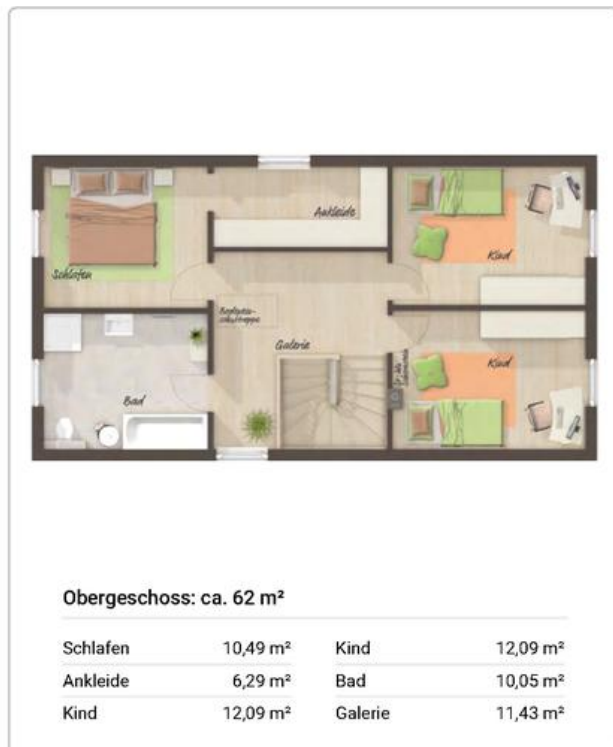 Ankleide
Schlafen
Kind
Galerie
Kind
Bad
Obergeschoss: ca. 62 m²
Schlafen 10,49 m² Kind 12,09 m²
Ankleide 6,29 m² Bad 10,05 m²
Kind 12,09 m² Galerie 11,43 m²